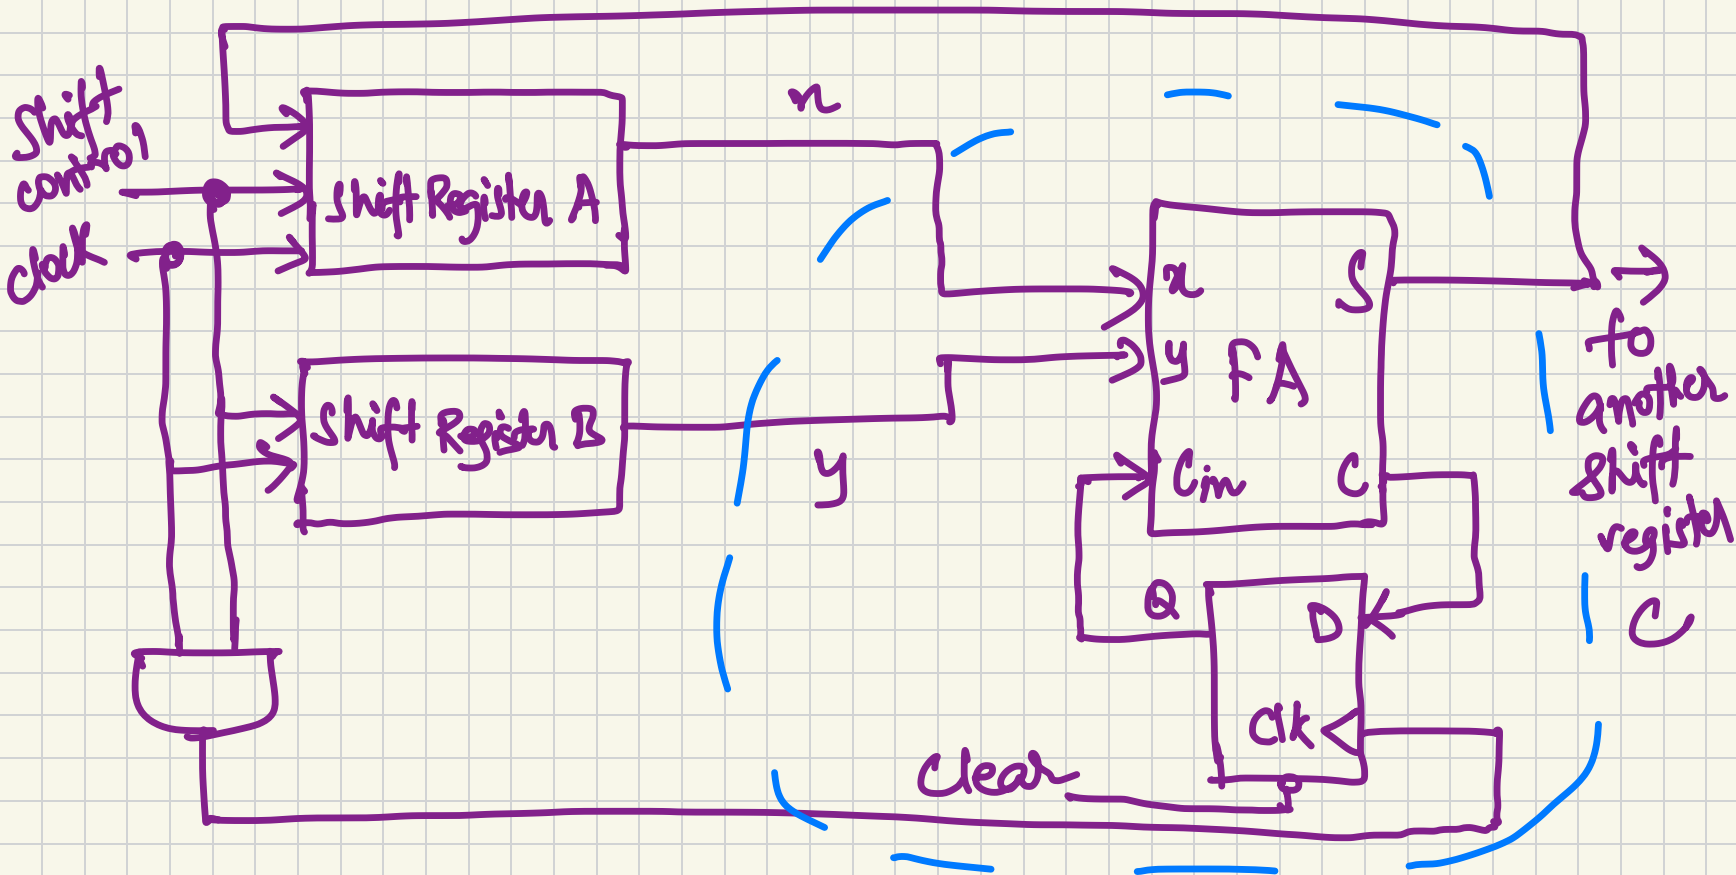 shift
control
clock
Shift Register A
x
Shift Register B
y
x
S
y
FA
Cin
C
Q
D
Clk
Clear
to
another
shift
register
C